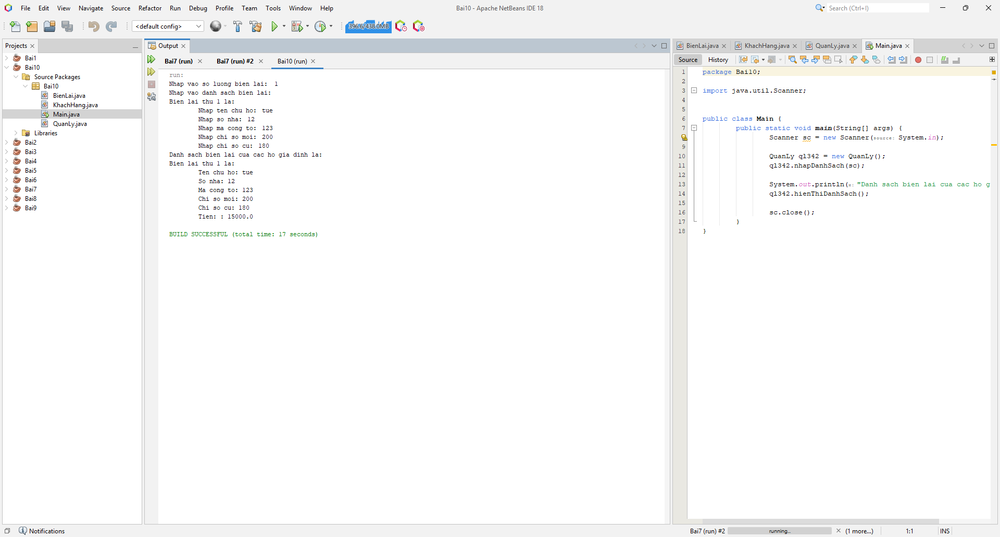 File Edit View Navigate Source Refactor Run Debug Profile Team Tools Window Help
Bai10 - Apache NetBeans IDE 18
Search (Ctrl+I)
<default config>
396.6/438.0MB
Projects
Bai1
Bai10
Source Packages
Bai10
BienLai.java
KhachHang.java
Main.java
QuanLy.java
Libraries
Bai2
Bai3
Bai4
Bai5
Bai6
Bai7
Bai8
Bai9
Output
Bai7 (run) Bai7 (run) #2 Bai10 (run)
run:
Nhap vao so luong bien lai: 1
Nhap vao danh sach bien lai:
Bien lai thu 1 la:
Nhap ten chu ho: tue
Nhap so nha: 12
Nhap ma cong to: 123
Nhap chi so moi: 200
Nhap chi so cu: 180
Danh sach bien lai cua cac ho gia dinh la:
Bien lai thu 1 la:
Ten chu ho: tue
So nha: 12
Ma cong to: 123
Chi so moi: 200
Chi so cu: 180
Tien: : 15000.0
BUILD SUCCESSFUL (total time: 17 seconds)
BienLai.java KhachHang.java QuanLy.java Main.java
Source History
1 package Bai10;
2
3 import java.util.Scanner;
4
5
6 public class Main {
7 public static void main(String[] args) {
Scanner sc = new Scanner(source: System.in);
9
10 QuanLy ql342 = new QuanLy();
11 ql342.nhapDanhSach(sc);
12
13 System.out.println(x: "Danh sach bien lai cua cac ho g
14 ql342.hienThiDanhSach();
15
16 sc.close();
17 }
18 }
Notifications
Bai7 (run) #2 running... (1 more...) 1:1 INS